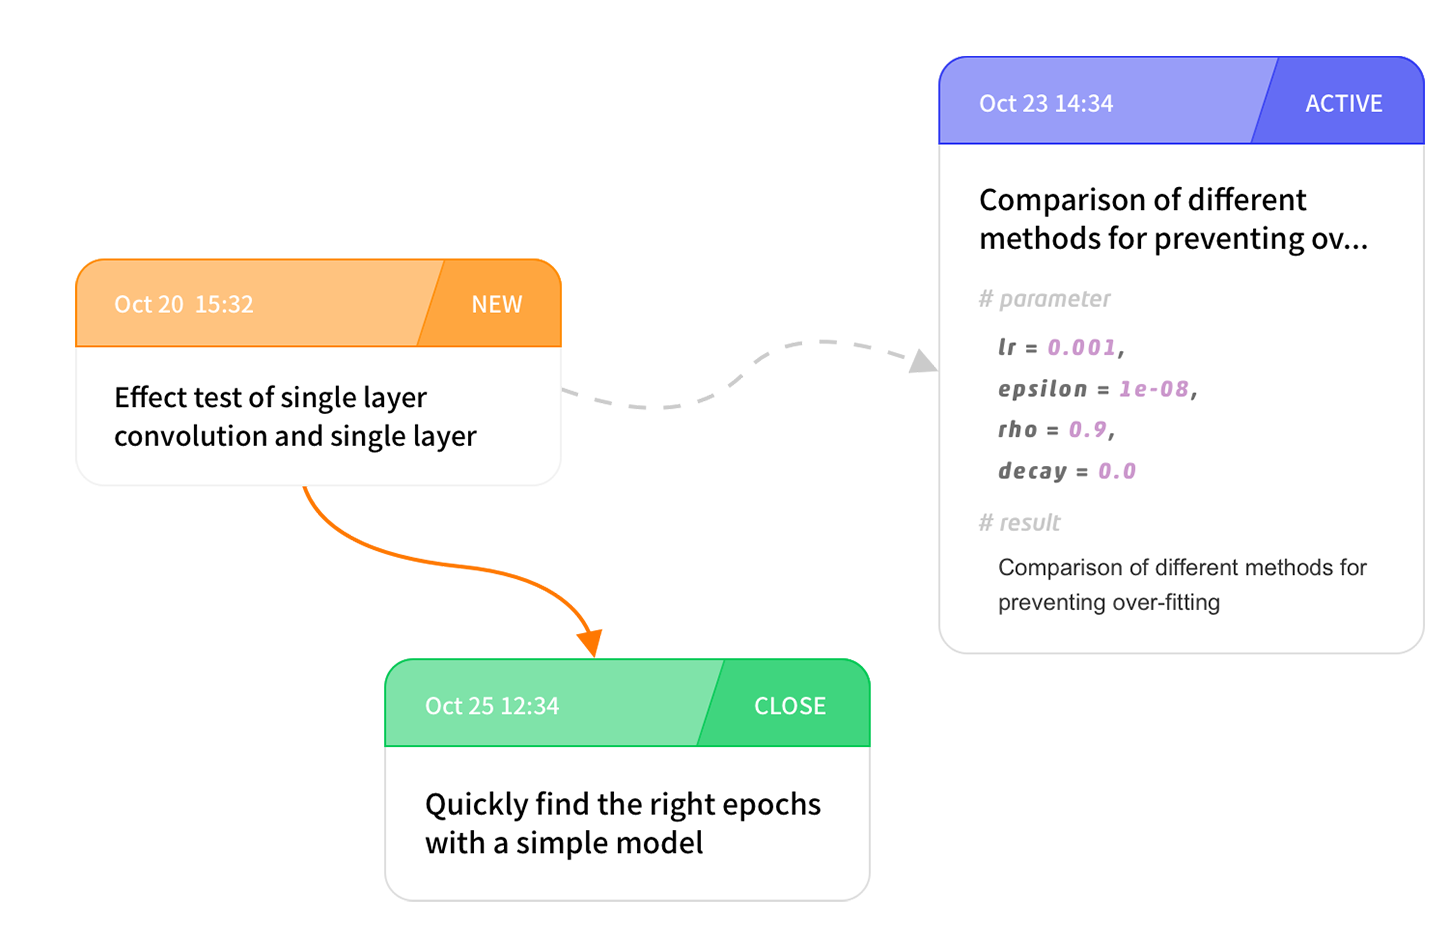 Oct 20  15:32
NEW
Effect test of single layer
convolution and single layer
Oct 23 14:34
ACTIVE
Comparison of different
methods for preventing ov...
# parameter
lr = 0.001,
epsilon = 1e-08,
rho = 0.9,
decay = 0.0
# result
Comparison of different methods for
preventing over-fitting
Oct 25 12:34
CLOSE
Quickly find the right epochs
with a simple model